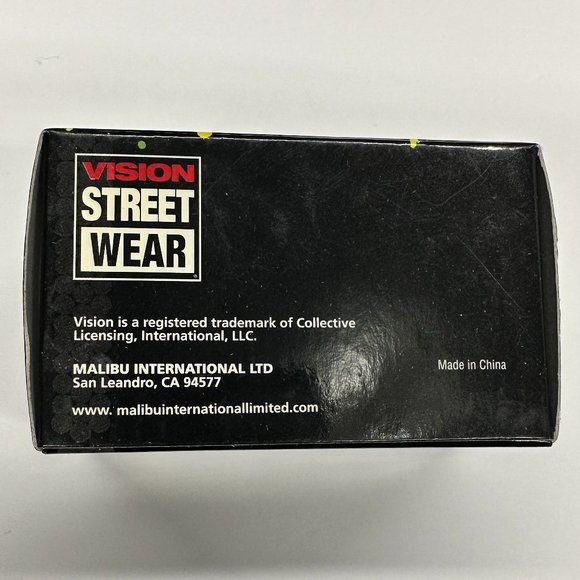 VISION
STREET
WEAR
Vision is a registered trademark of Collective
Licensing, International, LLC.
MALIBU INTERNATIONAL LTD
San Leandro, CA 94577
Made in China
www. malibuinternationallimited.com